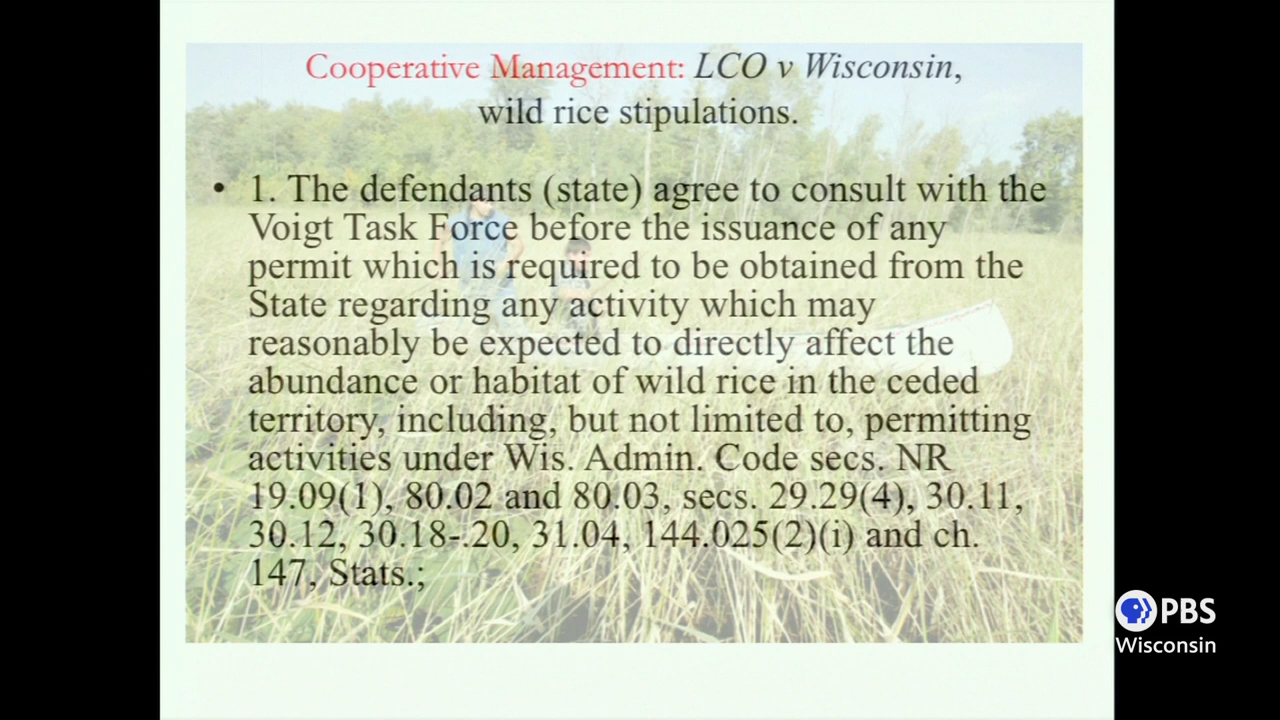 Cooperative Management: LCO v Wisconsin,
wild rice stipulations.
• 1. The defendants (state) agree to consult with the
Voigt Task Force before the issuance of any
permit which is required to be obtained from the
State regarding any activity which may
reasonably be expected to directly affect the
abundance or habitat of wild rice in the ceded
territory, including, but not limited to, permitting
activities under Wis. Admin. Code secs. NR
19.09(1), 80.02 and 80.03, secs. 29.29(4), 30.11,
30.12, 30.18-.20, 31.04, 144.025(2)(i) and ch.
147, Stats.;
PBS
Wisconsin